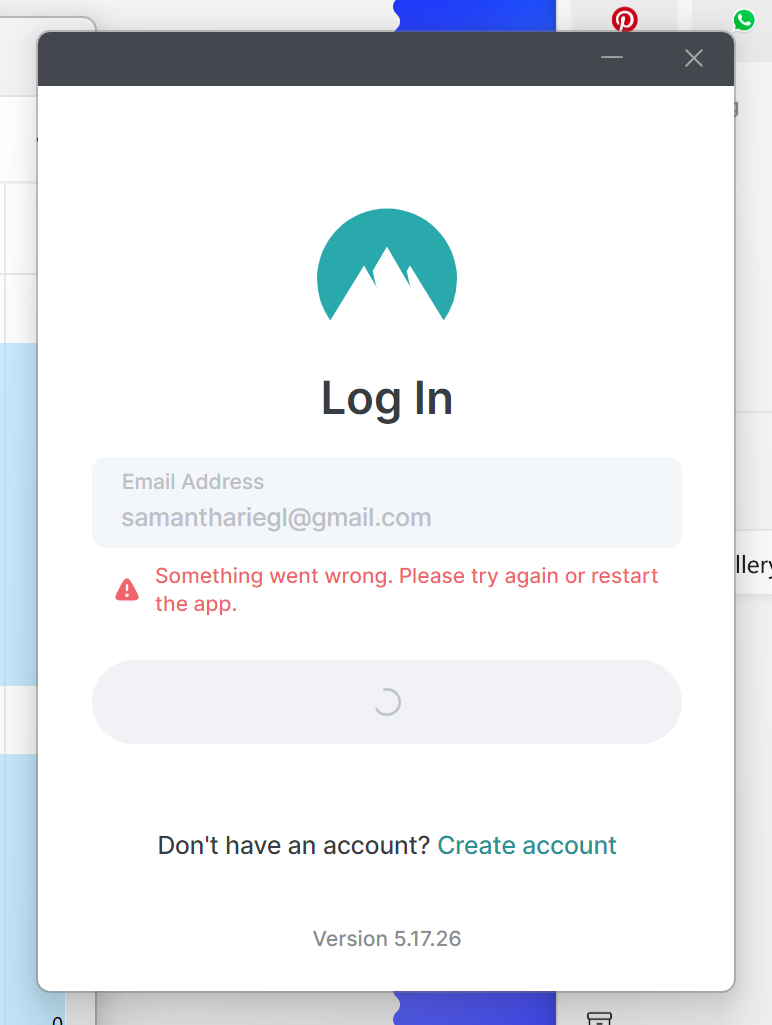 Log In
Email Address
samanthariegl@gmail.com
Something went wrong. Please try again or restart
the app.
Don't have an account? Create account
Version 5.17.26
llery
0